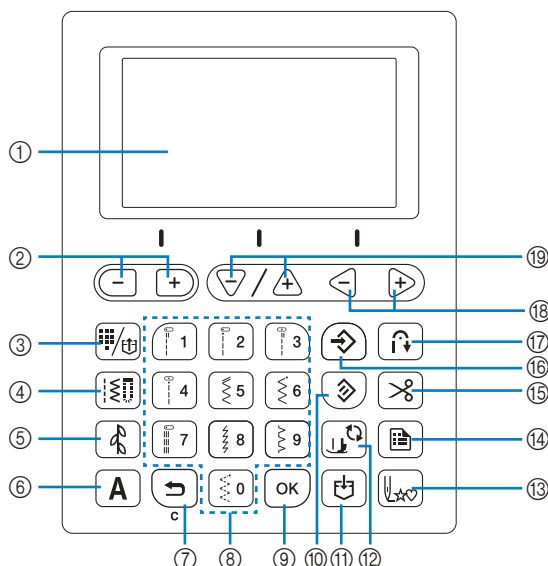 ①
② − + − / + − + ⑲
⑱
③ / 1 2 3 ⑰
⑯
④ 4 5 6 ⑮
⑤ 7 8 9 ⑭
⑥ A 0 OK ⑬
C
⑦ ⑧ ⑨ ⑩ ⑪ ⑫